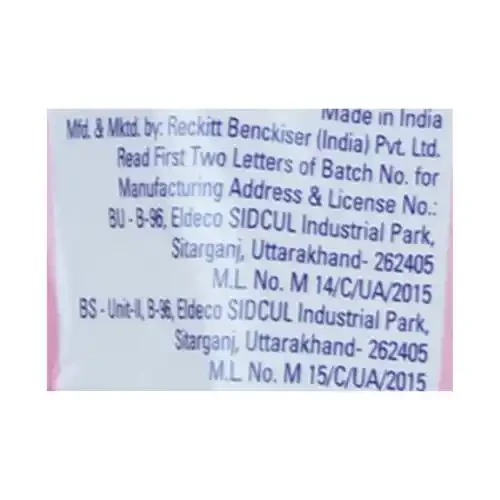 Made in India
Mfd. & Mktd. by: Reckitt Benckiser (India) Pvt. Ltd.
Read First Two Letters of Batch No. for
Manufacturing Address & License No.:
BU - B-96, Eldeco SIDCUL Industrial Park,
Sitarganj, Uttarakhand- 262405
M.L. No. M 14/C/UA/2015
BS - Unit-II, B-96, Eldeco SIDCUL Industrial Park,
Sitarganj, Uttarakhand- 262405
M.L. No. M 15/C/UA/2015